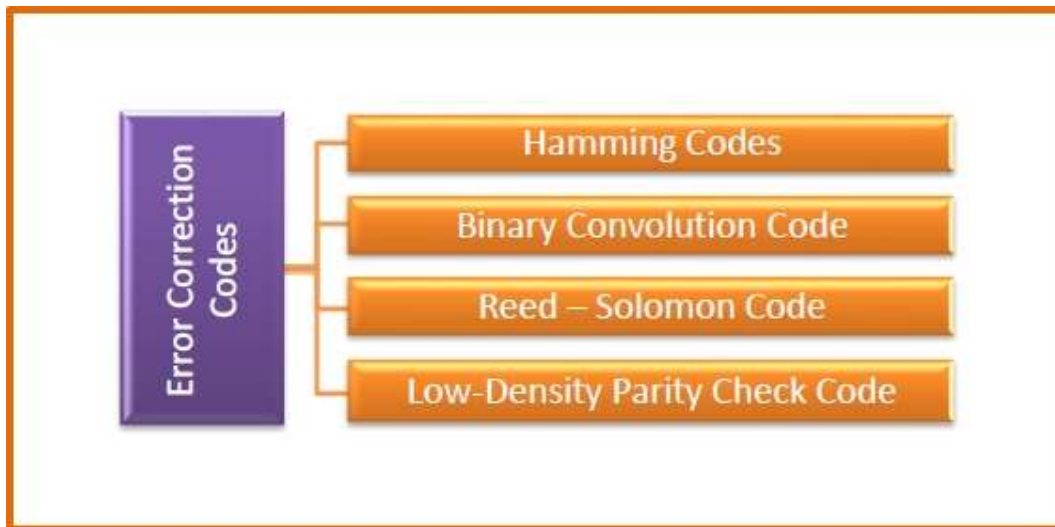 Error Correction
Codes
Hamming Codes
Binary Convolution Code
Reed – Solomon Code
Low-Density Parity Check Code